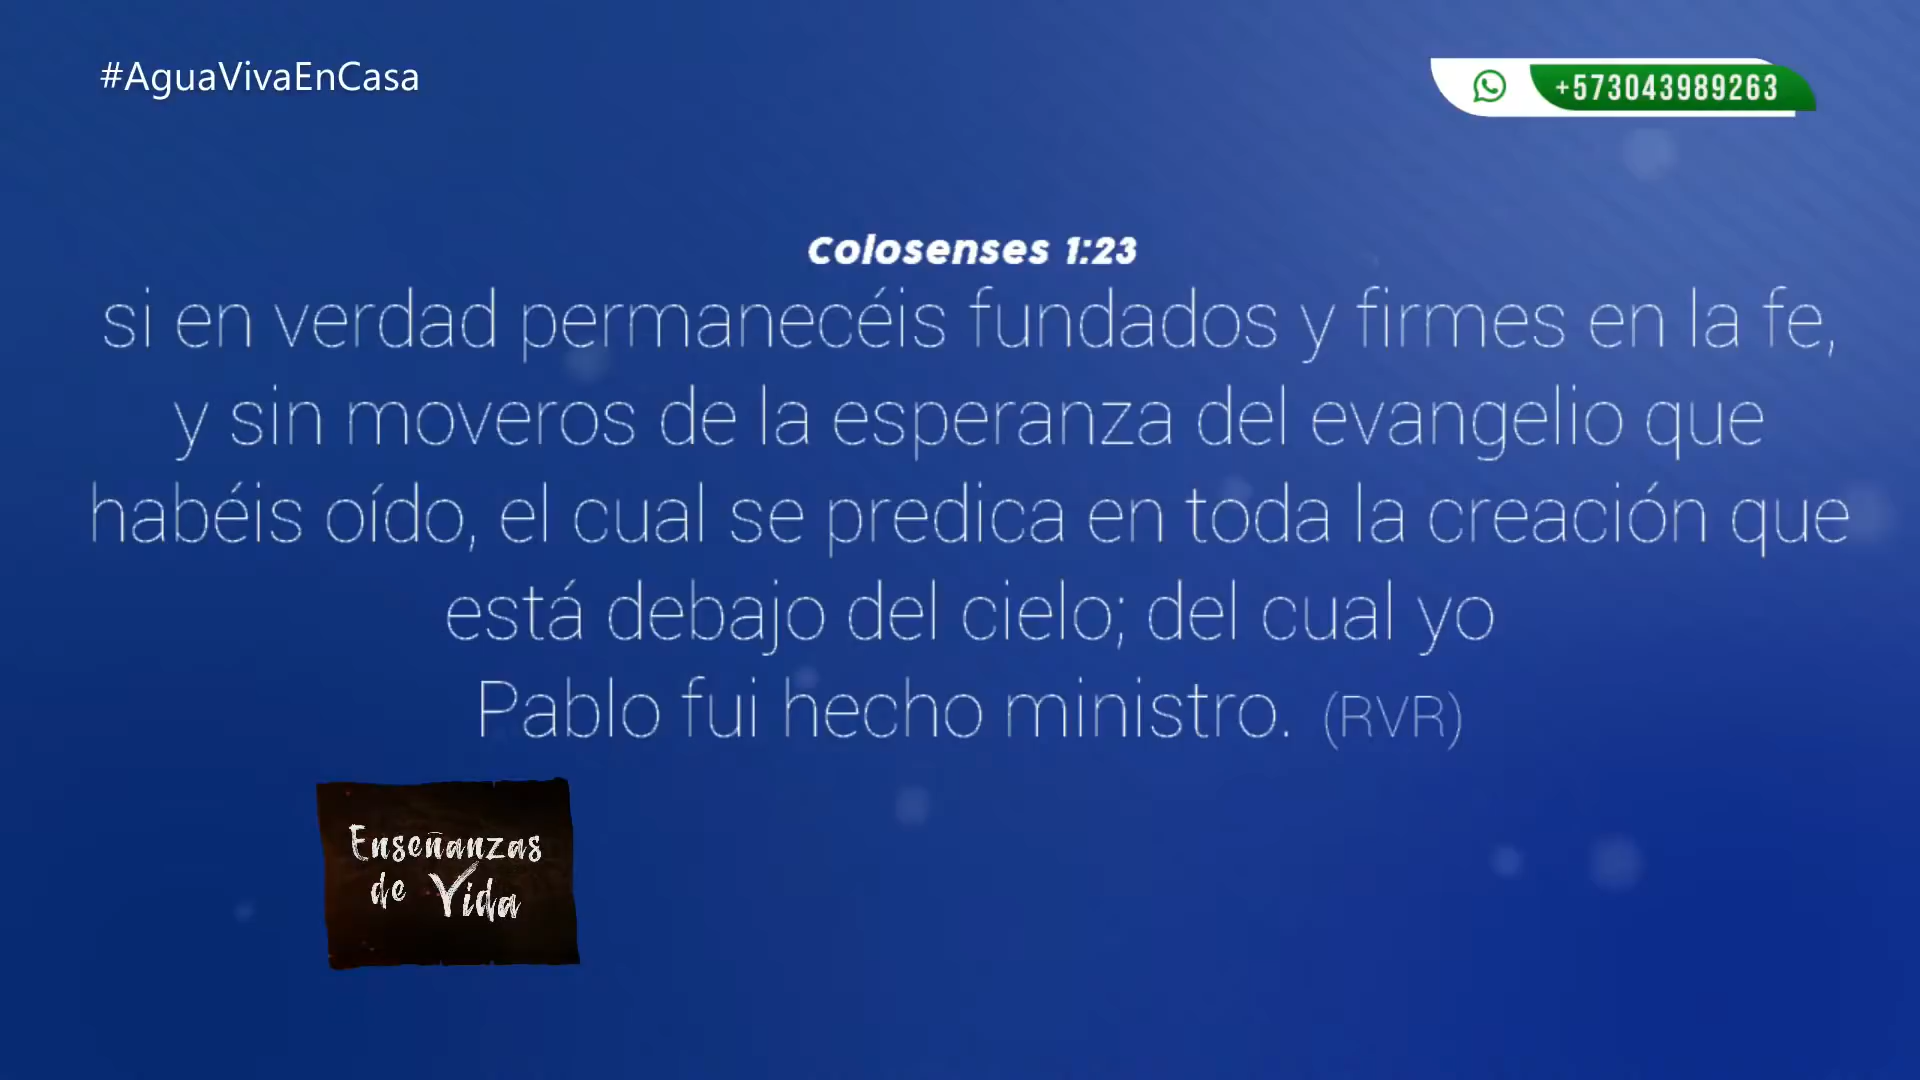 #AguaVivaEnCasa
+573043989263
Colosenses 1:23
si en verdad permanecéis fundados y firmes en la fe,
y sin moveros de la esperanza del evangelio que
habéis oído, el cual se predica en toda la creación que
está debajo del cielo; del cual yo
Pablo fui hecho ministro. (RVR)
Enseñanzas
de Vida